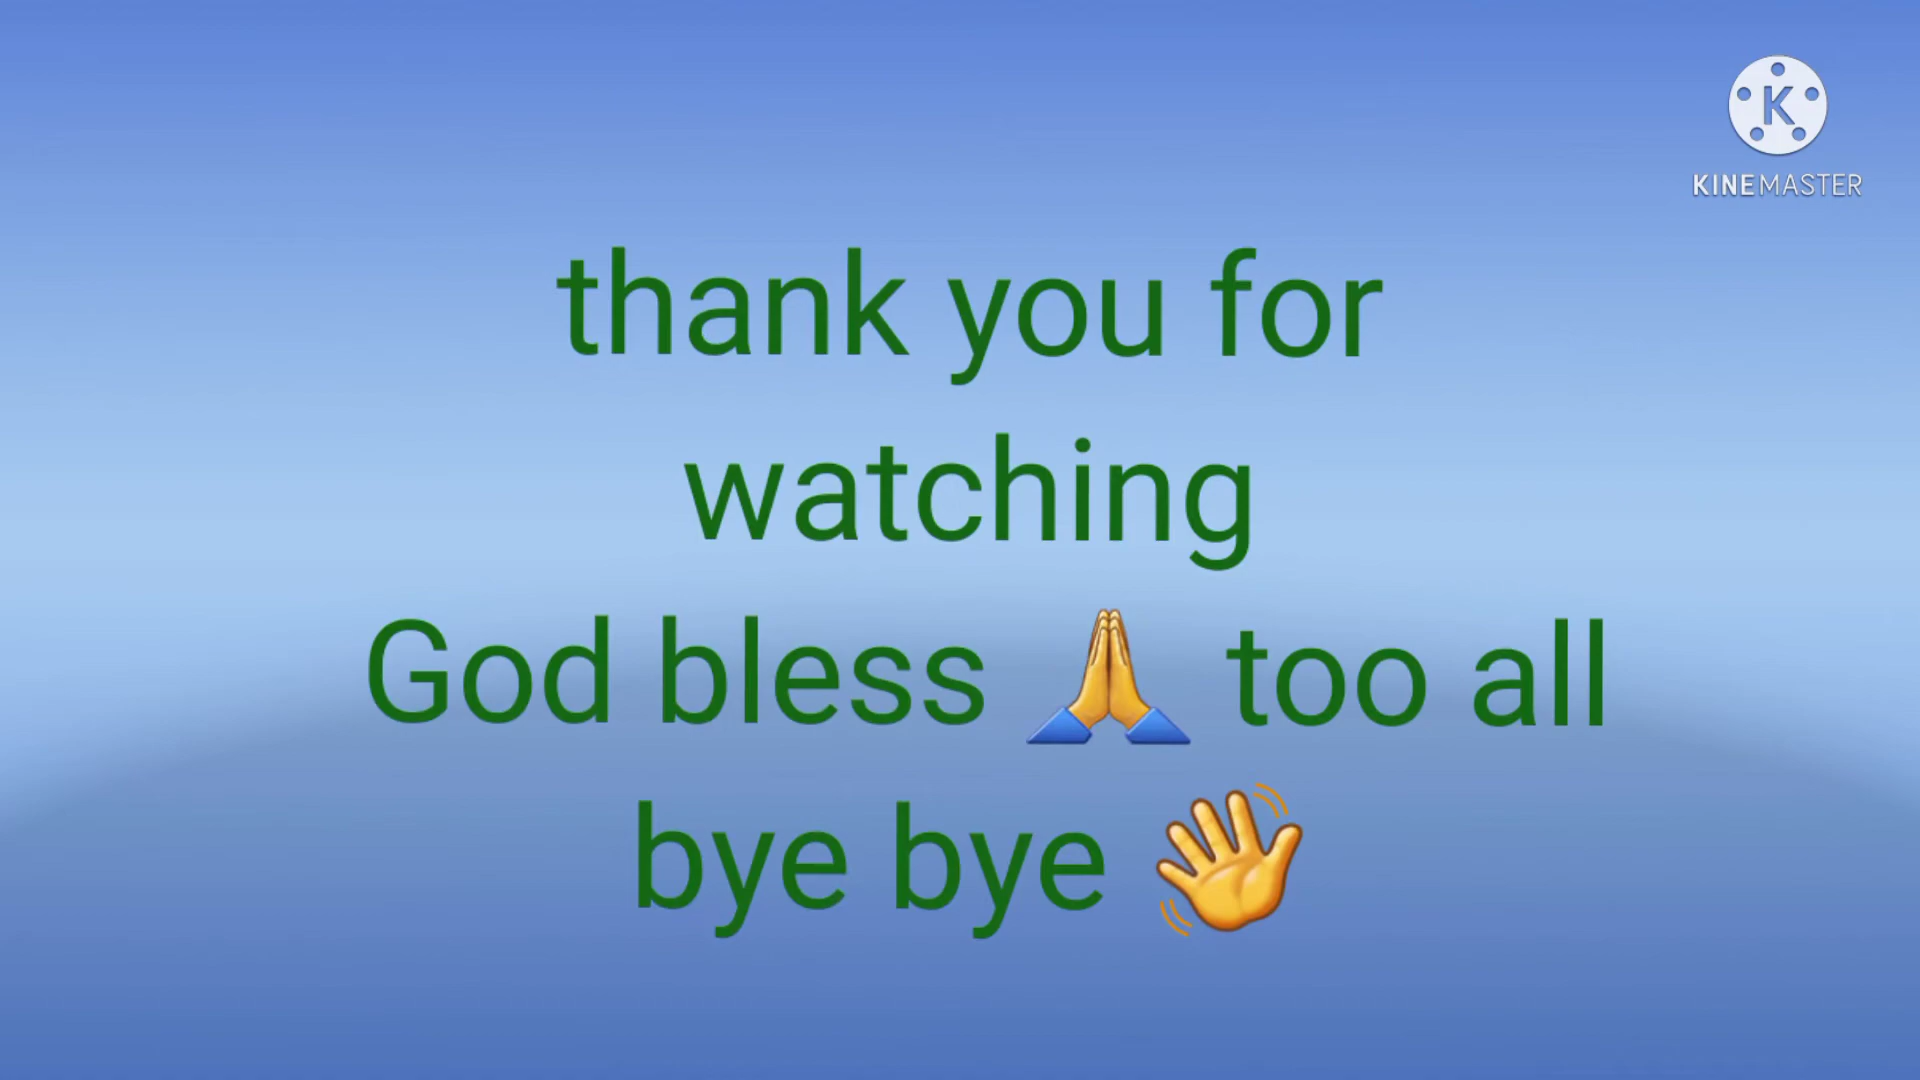 K
KINEMASTER
thank you for
watching
God bless 🙏 too all
bye bye 👋